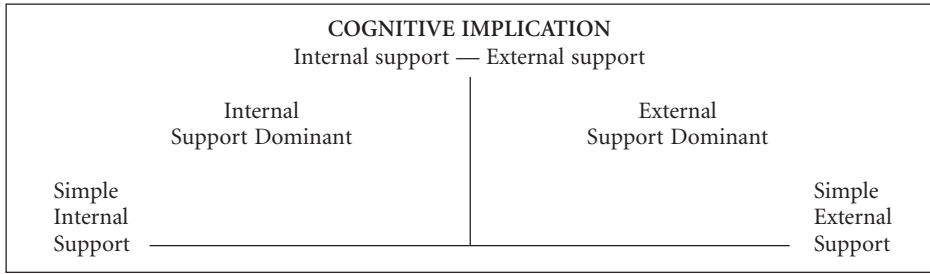 COGNITIVE IMPLICATION
Internal support — External support
Internal
Support Dominant
External
Support Dominant
Simple
Internal
Support
Simple
External
Support